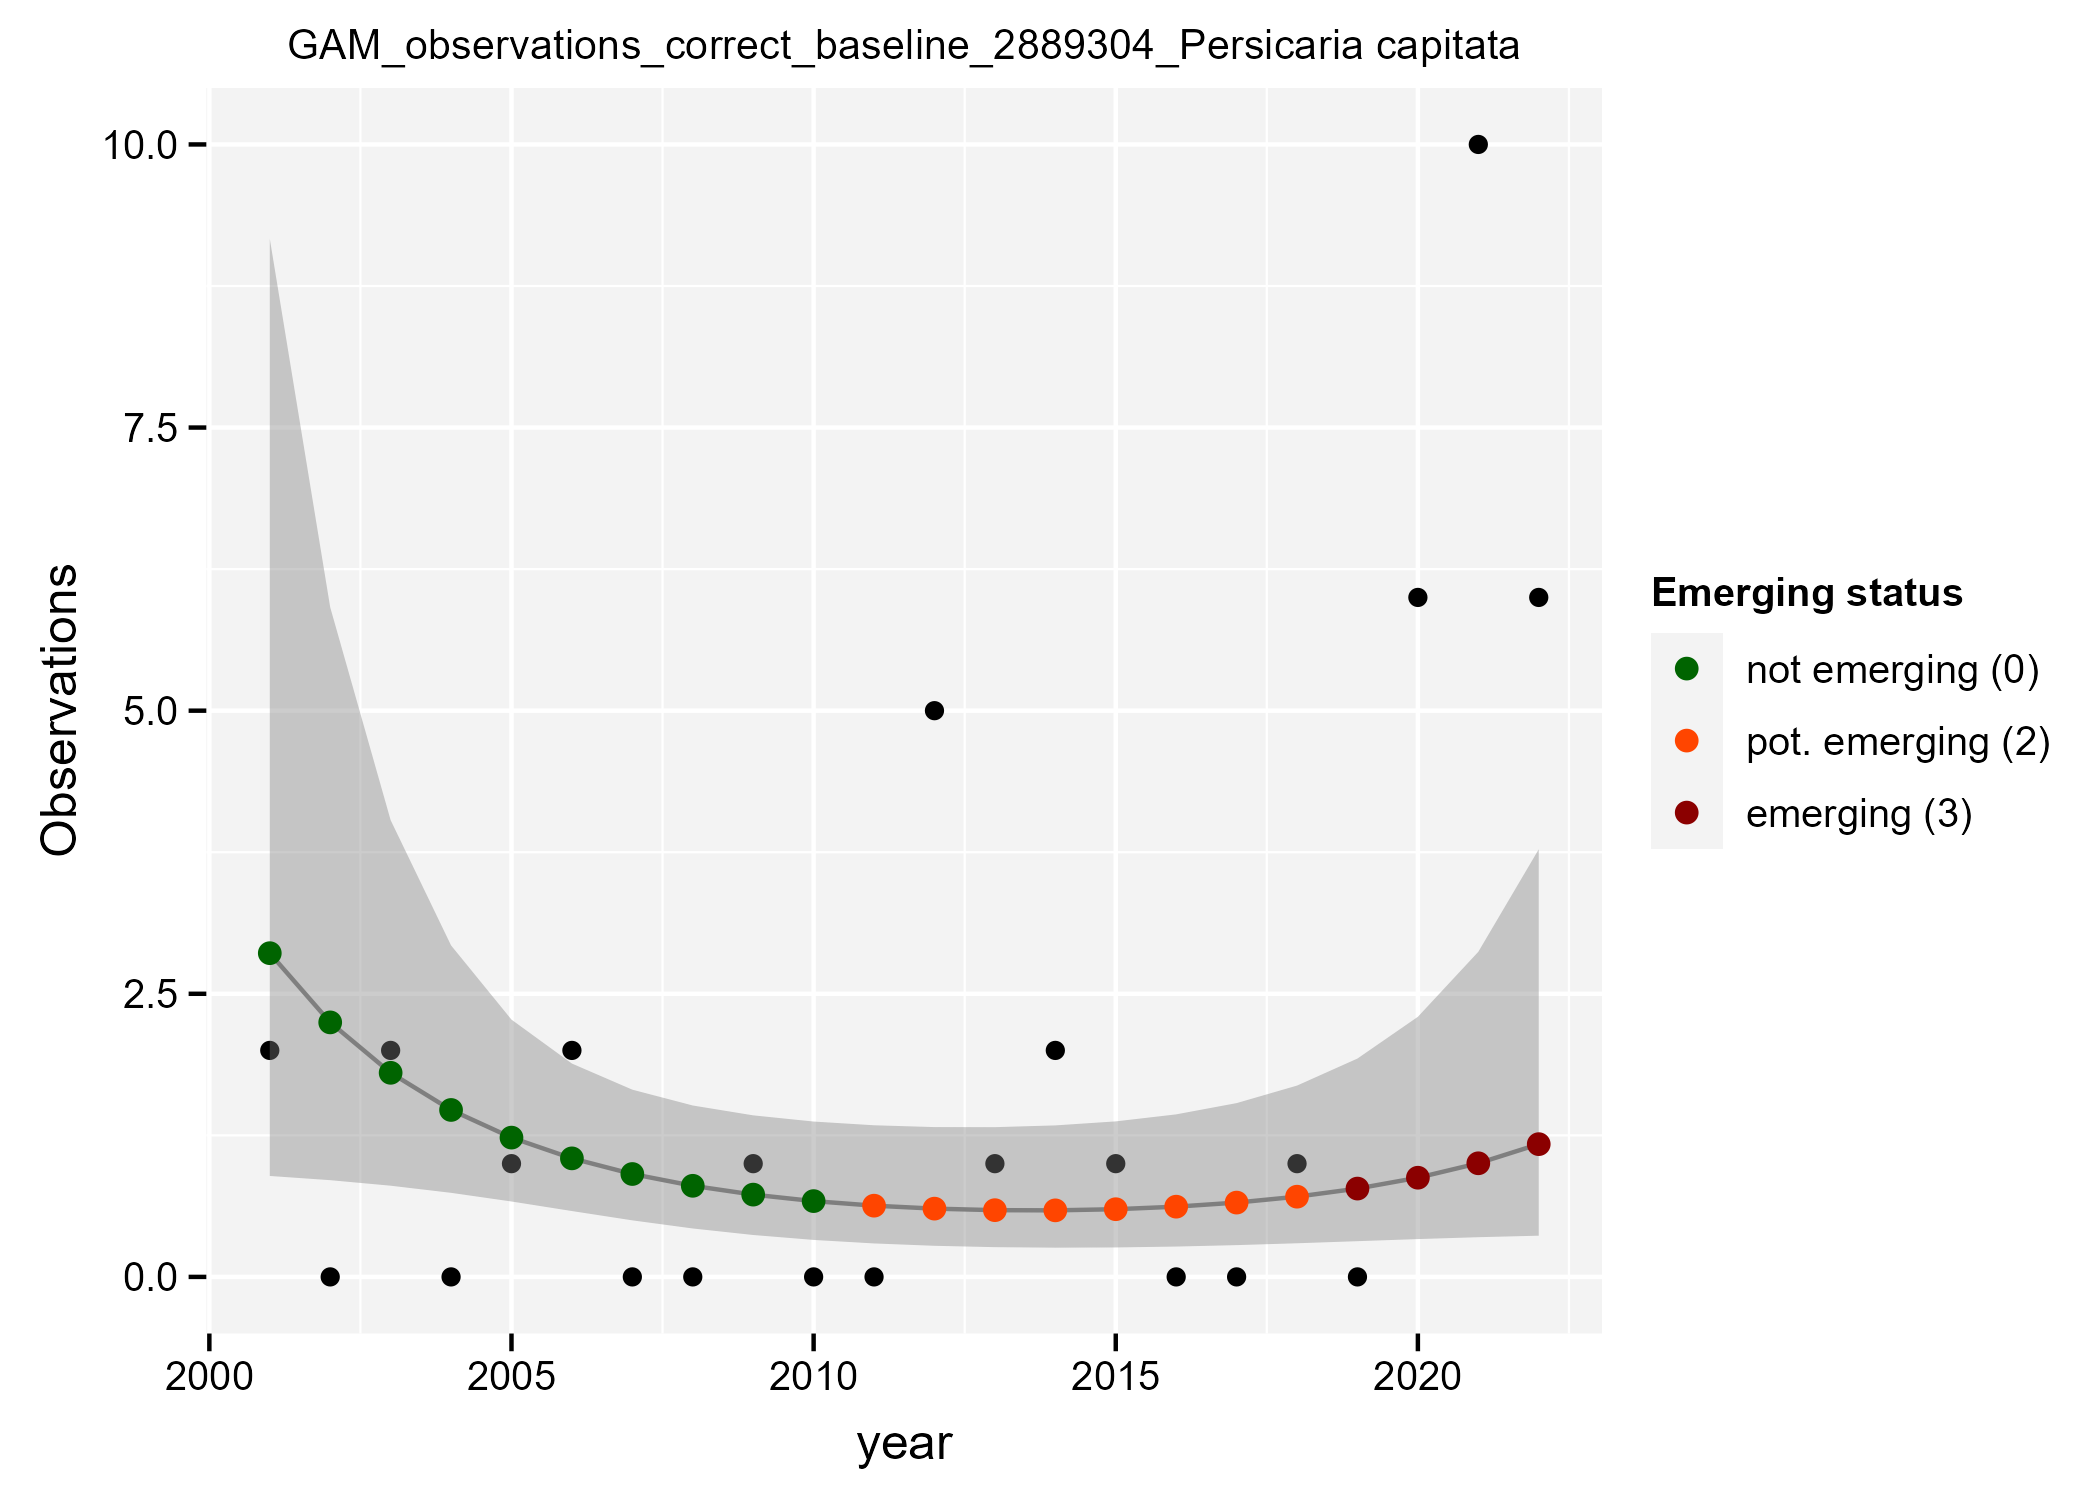 GAM_observations_correct_baseline_2889304_Persicaria capitata
10.0
7.5
5.0
2.5
0.0
Observations
2000
2005
2010
2015
2020
year
Emerging status
not emerging (0)
pot. emerging (2)
emerging (3)